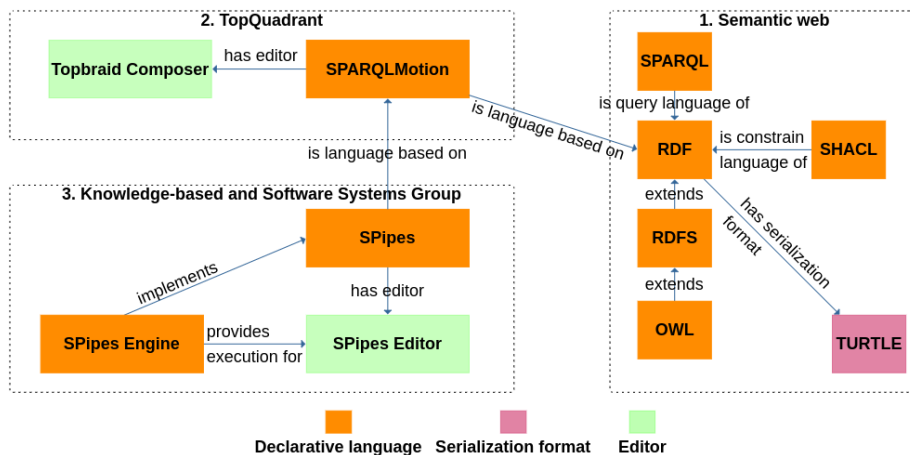 2. TopQuadrant
Topbraid Composer
has editor
SPARQLMotion
is language based on
is language based on
3. Knowledge-based and Software Systems Group
SPipes
implements
has editor
SPipes Engine
provides
execution for
SPipes Editor
1. Semantic web
SPARQL
is query language of
RDF
is constrain
language of
SHACL
extends
has serialization
format
RDFS
extends
OWL
TURTLE
Declarative language
Serialization format
Editor